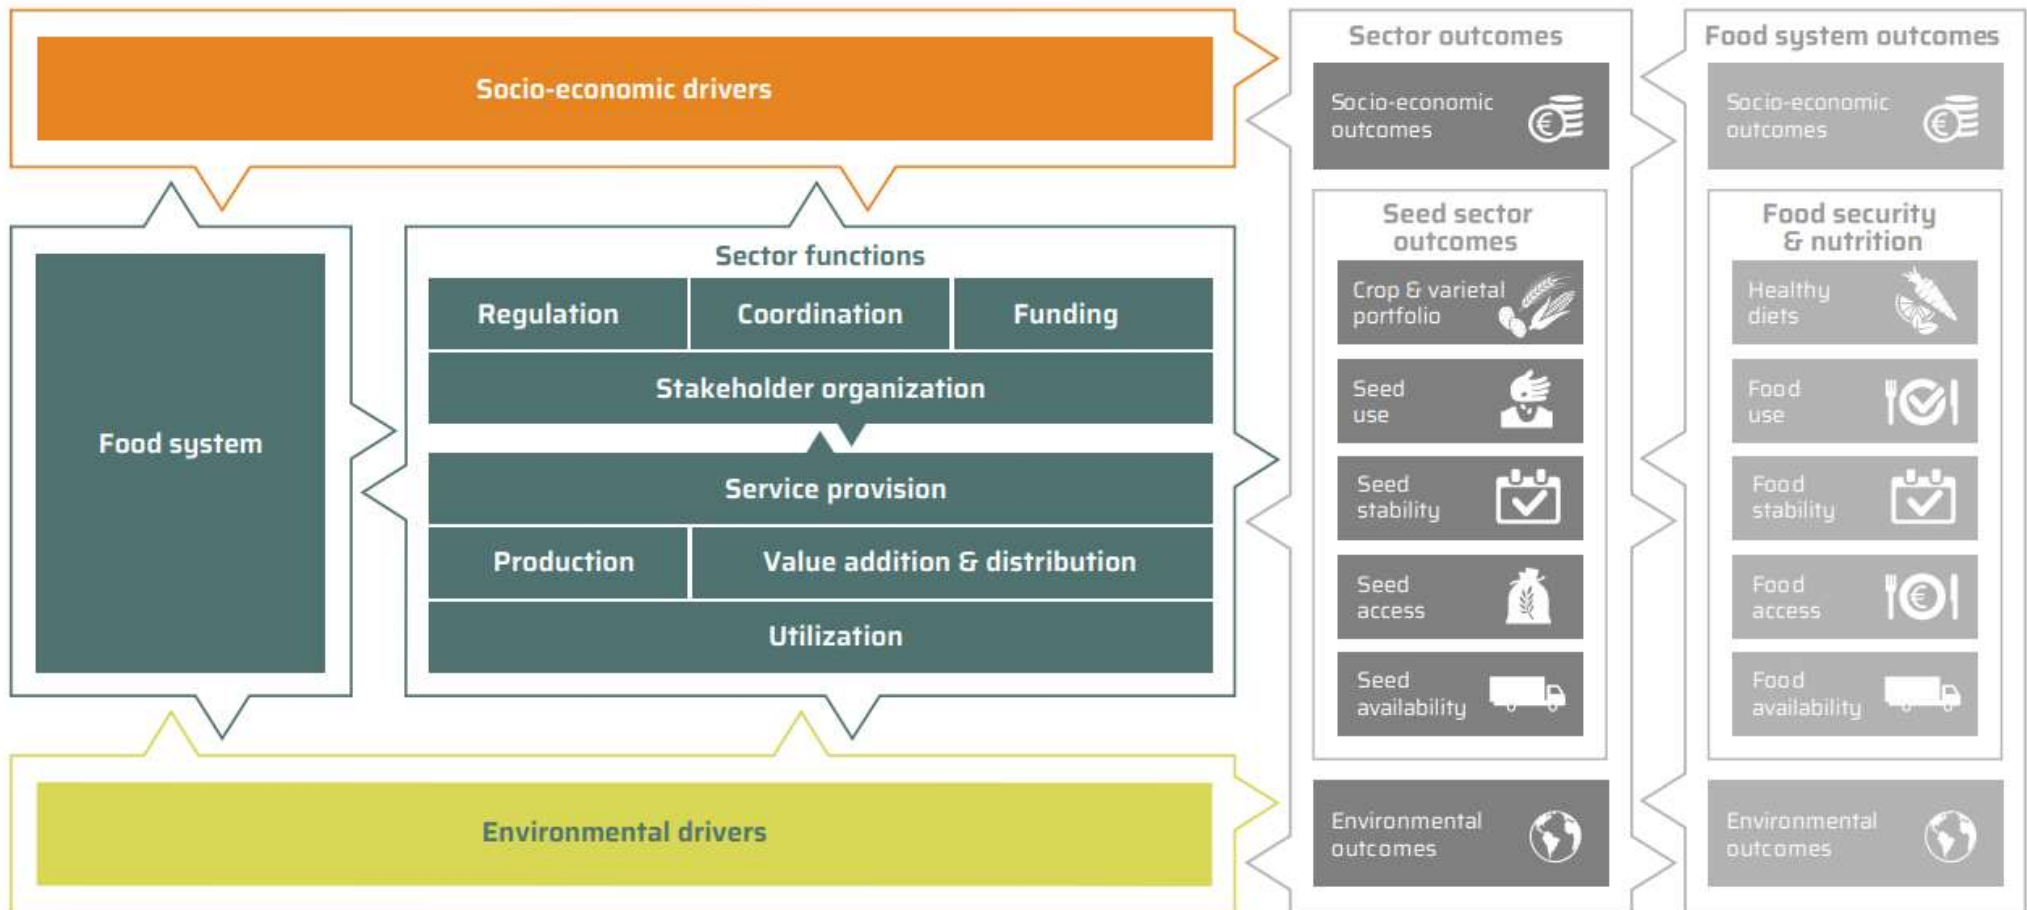 Socio-economic drivers
Food system
Sector functions
Regulation
Coordination
Funding
Stakeholder organization
Service provision
Production
Value addition & distribution
Utilization
Environmental drivers
Sector outcomes
Socio-economic
outcomes
Seed sector
outcomes
Crop & varietal
portfolio
Seed
use
Seed
stability
Seed
access
Seed
availability
Environmental
outcomes
Food system outcomes
Socio-economic
outcomes
Food security
& nutrition
Healthy
diets
Food
use
Food
stability
Food
access
Food
availability
Environmental
outcomes